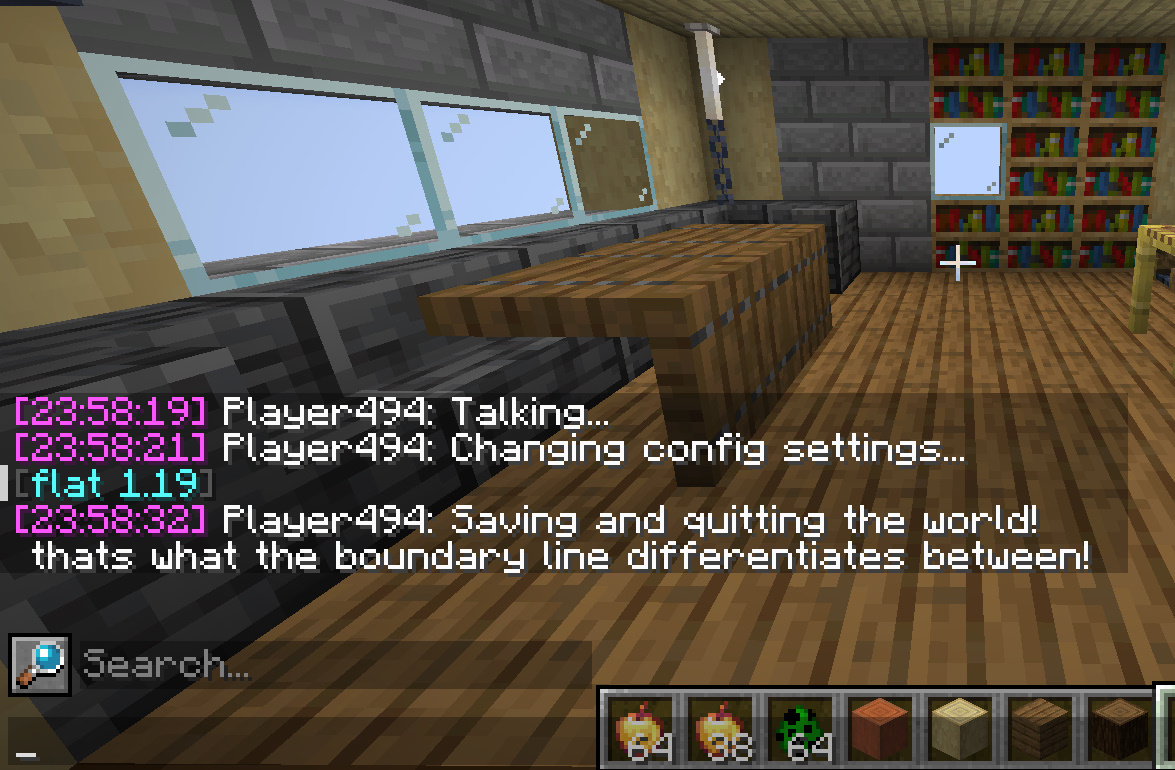 [23:58:19] Player494: Talking...
[23:58:21] Player494: Changing config settings...
[flat 1.19]
[23:58:32] Player494: Saving and quitting the world!
thats what the boundary line differentiates between!
Search...
_
64 38 64